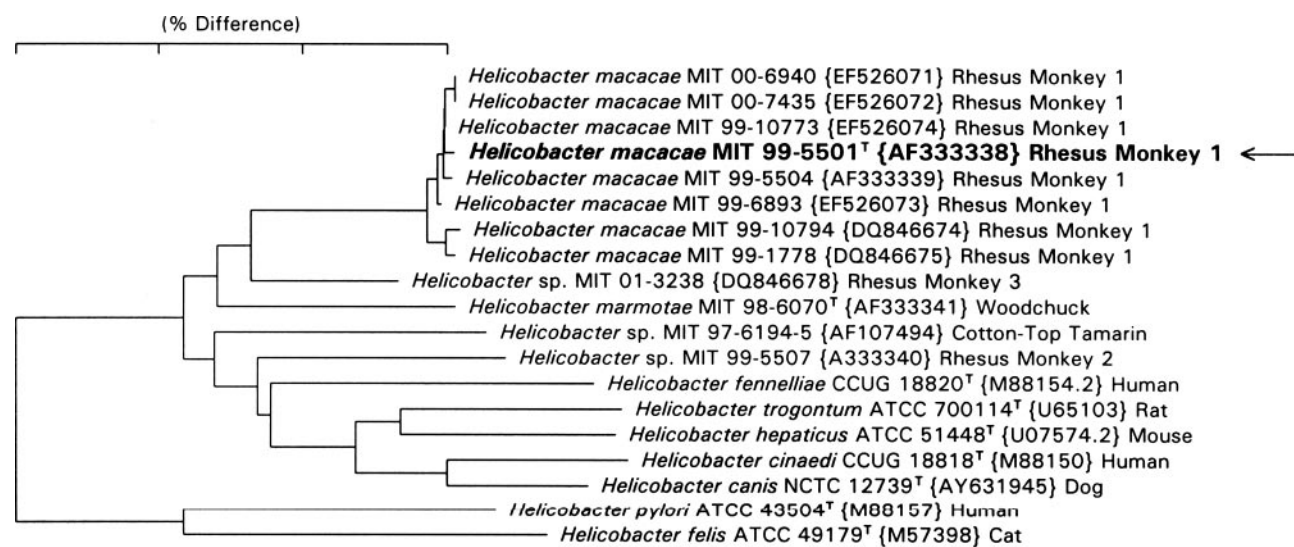 (% Difference)
Helicobacter macacae MIT 00-6940 {EF526071} Rhesus Monkey 1
Helicobacter macacae MIT 00-7435 {EF526072} Rhesus Monkey 1
Helicobacter macacae MIT 99-10773 {EF526074} Rhesus Monkey 1
Helicobacter macacae MIT 99-5501ᵀ {AF333338} Rhesus Monkey 1
Helicobacter macacae MIT 99-5504 {AF333339} Rhesus Monkey 1
Helicobacter macacae MIT 99-6893 {EF526073} Rhesus Monkey 1
Helicobacter macacae MIT 99-10794 {DQ846674} Rhesus Monkey 1
Helicobacter macacae MIT 99-1778 {DQ846675} Rhesus Monkey 1
Helicobacter sp. MIT 01-3238 {DQ846678} Rhesus Monkey 3
Helicobacter marmotae MIT 98-6070ᵀ {AF333341} Woodchuck
Helicobacter sp. MIT 97-6194-5 {AF107494} Cotton-Top Tamarin
Helicobacter sp. MIT 99-5507 {A333340} Rhesus Monkey 2
Helicobacter fennelliae CCUG 18820ᵀ {M88154.2} Human
Helicobacter trogontum ATCC 700114ᵀ {U65103} Rat
Helicobacter hepaticus ATCC 51448ᵀ {U07574.2} Mouse
Helicobacter cinaedi CCUG 18818ᵀ {M88150} Human
Helicobacter canis NCTC 12739ᵀ {AY631945} Dog
Helicobacter pylori ATCC 43504ᵀ {M88157} Human
Helicobacter felis ATCC 49179ᵀ {M57398} Cat